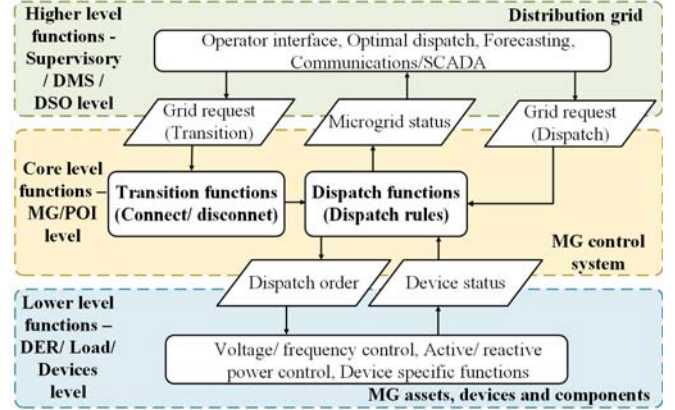 Higher level
functions -
Supervisory
/ DMS /
DSO level
Distribution grid
Operator interface, Optimal dispatch, Forecasting,
Communications/SCADA
Grid request
(Transition)
Microgrid status
Grid request
(Dispatch)
Core level
functions –
MG/POI
level
Transition functions
(Connect/ disconnet)
Dispatch functions
(Dispatch rules)
MG control
system
Dispatch order
Device status
Lower level
functions –
DER/ Load/
Devices
level
Voltage/ frequency control, Active/ reactive
power control, Device specific functions
MG assets, devices and components